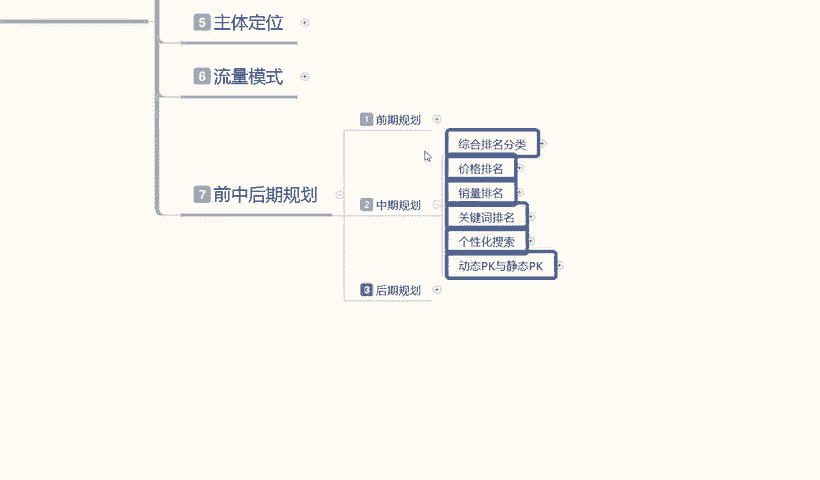 5 主体定位
6 流量模式
7 前中后期规划
1 前期规划
2 中期规划
综合排名分类
价格排名
销量排名
关键词排名
个性化搜索
动态PK与静态PK
3 后期规划